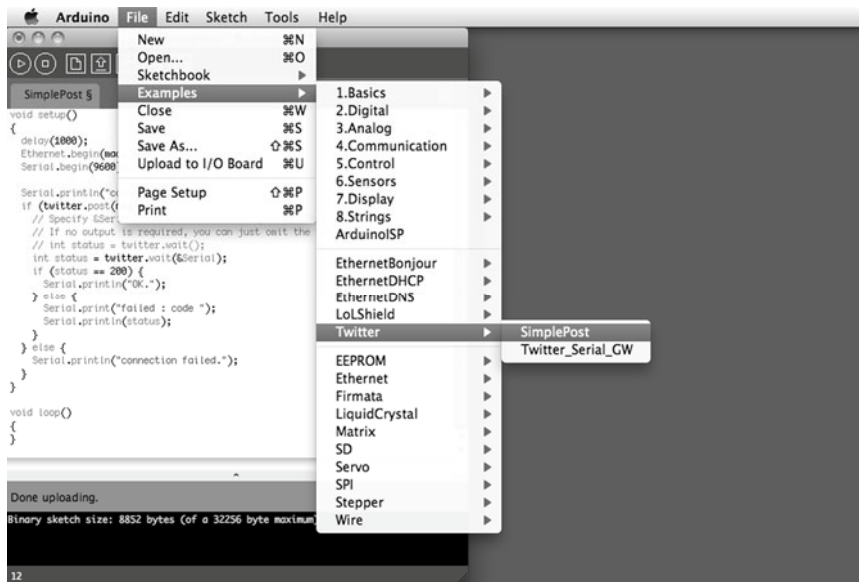 Arduino File Edit Sketch Tools Help
New ⌘N
Open... ⌘O
Sketchbook
Examples
Close ⌘W
Save ⌘S
Save As... ⇧⌘S
Upload to I/O Board ⌘U
Page Setup ⇧⌘P
Print ⌘P
1.Basics
2.Digital
3.Analog
4.Communication
5.Control
6.Sensors
7.Display
8.Strings
ArduinoISP
EthernetBonjour
EthernetDHCP
EthernetDNS
LoLShield
Twitter
EEPROM
Ethernet
Firmata
LiquidCrystal
Matrix
SD
Servo
SPI
Stepper
Wire
SimplePost
Twitter_Serial_GW
SimplePost §
void setup()
{
delay(1000);
Ethernet.begin(mac
Serial.begin(9600
Serial.println("co
if (twitter.post(m
// Specify &Ser
// If no output is required, you can just omit the
// int status = twitter.wait();
int status = twitter.wait(&Serial);
if (status == 200) {
Serial.println("OK.");
} else {
Serial.print("failed : code ");
Serial.println(status);
}
} else {
Serial.println("connection failed.");
}
}
void loop()
{
}
Done uploading.
Binary sketch size: 8852 bytes (of a 32256 byte maximum)
12